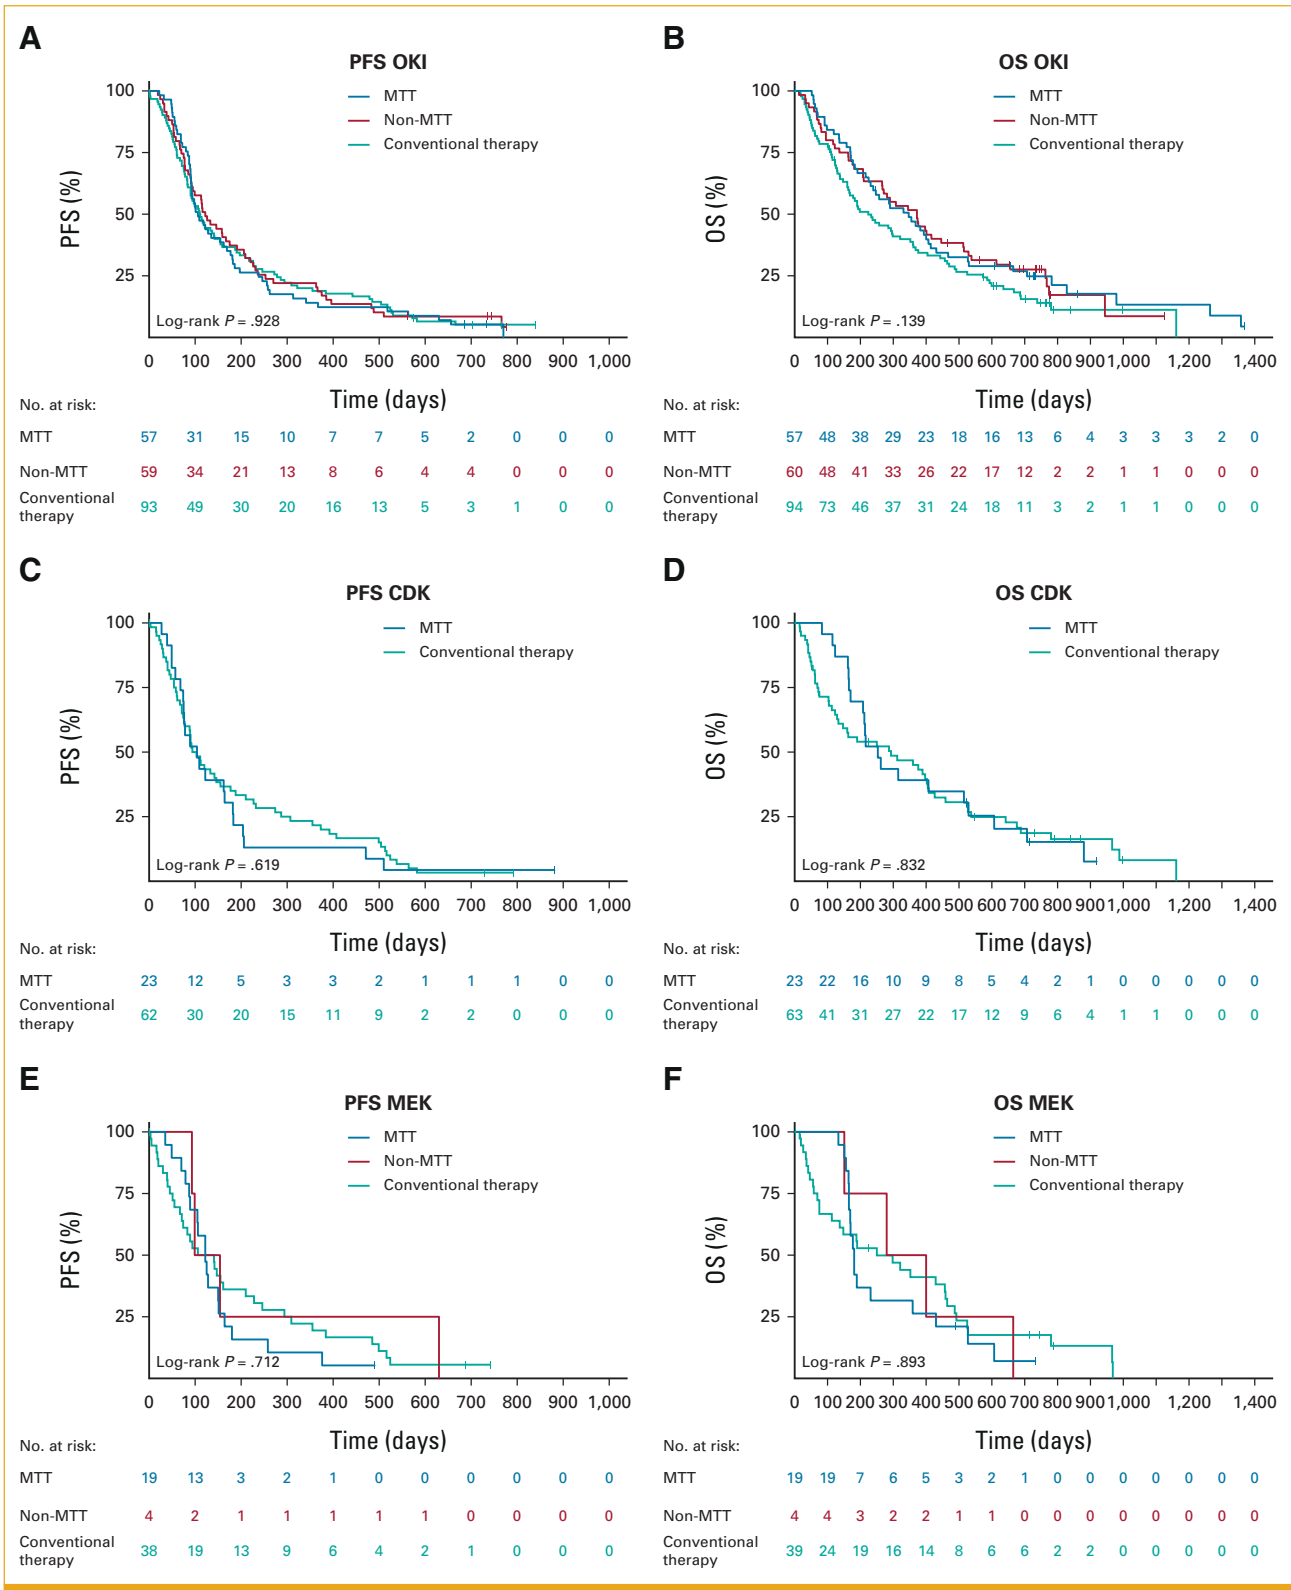 A
PFS OKI
MTT
Non-MTT
Conventional therapy
PFS (%)
100
75
50
25
Log-rank P = .928
0 100 200 300 400 500 600 700 800 900 1,000
Time (days)
No. at risk:
MTT 57 31 15 10 7 7 5 2 0 0 0
Non-MTT 59 34 21 13 8 6 4 4 0 0 0
Conventional
therapy 93 49 30 20 16 13 5 3 1 0 0
B
OS OKI
MTT
Non-MTT
Conventional therapy
OS (%)
100
75
50
25
Log-rank P = .139
0 100 200 300 400 500 600 700 800 900 1,000 1,200 1,400
Time (days)
No. at risk:
MTT 57 48 38 29 23 18 16 13 6 4 3 3 3 2 0
Non-MTT 60 48 41 33 26 22 17 12 2 2 1 1 0 0 0
Conventional
therapy 94 73 46 37 31 24 18 11 3 2 1 1 0 0 0
C
PFS CDK
MTT
Conventional therapy
PFS (%)
100
75
50
25
Log-rank P = .619
0 100 200 300 400 500 600 700 800 900 1,000
Time (days)
No. at risk:
MTT 23 12 5 3 3 2 1 1 1 0 0
Conventional
therapy 62 30 20 15 11 9 2 2 0 0 0
D
OS CDK
MTT
Conventional therapy
OS (%)
100
75
50
25
Log-rank P = .832
0 100 200 300 400 500 600 700 800 900 1,000 1,200 1,400
Time (days)
No. at risk:
MTT 23 22 16 10 9 8 5 4 2 1 0 0 0 0 0
Conventional
therapy 63 41 31 27 22 17 12 9 6 4 1 1 0 0 0
E
PFS MEK
MTT
Non-MTT
Conventional therapy
PFS (%)
100
75
50
25
Log-rank P = .712
0 100 200 300 400 500 600 700 800 900 1,000
Time (days)
No. at risk:
MTT 19 13 3 2 1 0 0 0 0 0 0
Non-MTT 4 2 1 1 1 1 1 0 0 0 0
Conventional
therapy 38 19 13 9 6 4 2 1 0 0 0
F
OS MEK
MTT
Non-MTT
Conventional therapy
OS (%)
100
75
50
25
Log-rank P = .893
0 100 200 300 400 500 600 700 800 900 1,000 1,200 1,400
Time (days)
No. at risk:
MTT 19 19 7 6 5 3 2 1 0 0 0 0 0 0 0
Non-MTT 4 4 3 2 2 1 1 0 0 0 0 0 0 0 0
Conventional
therapy 39 24 19 16 14 8 6 6 2 2 0 0 0 0 0